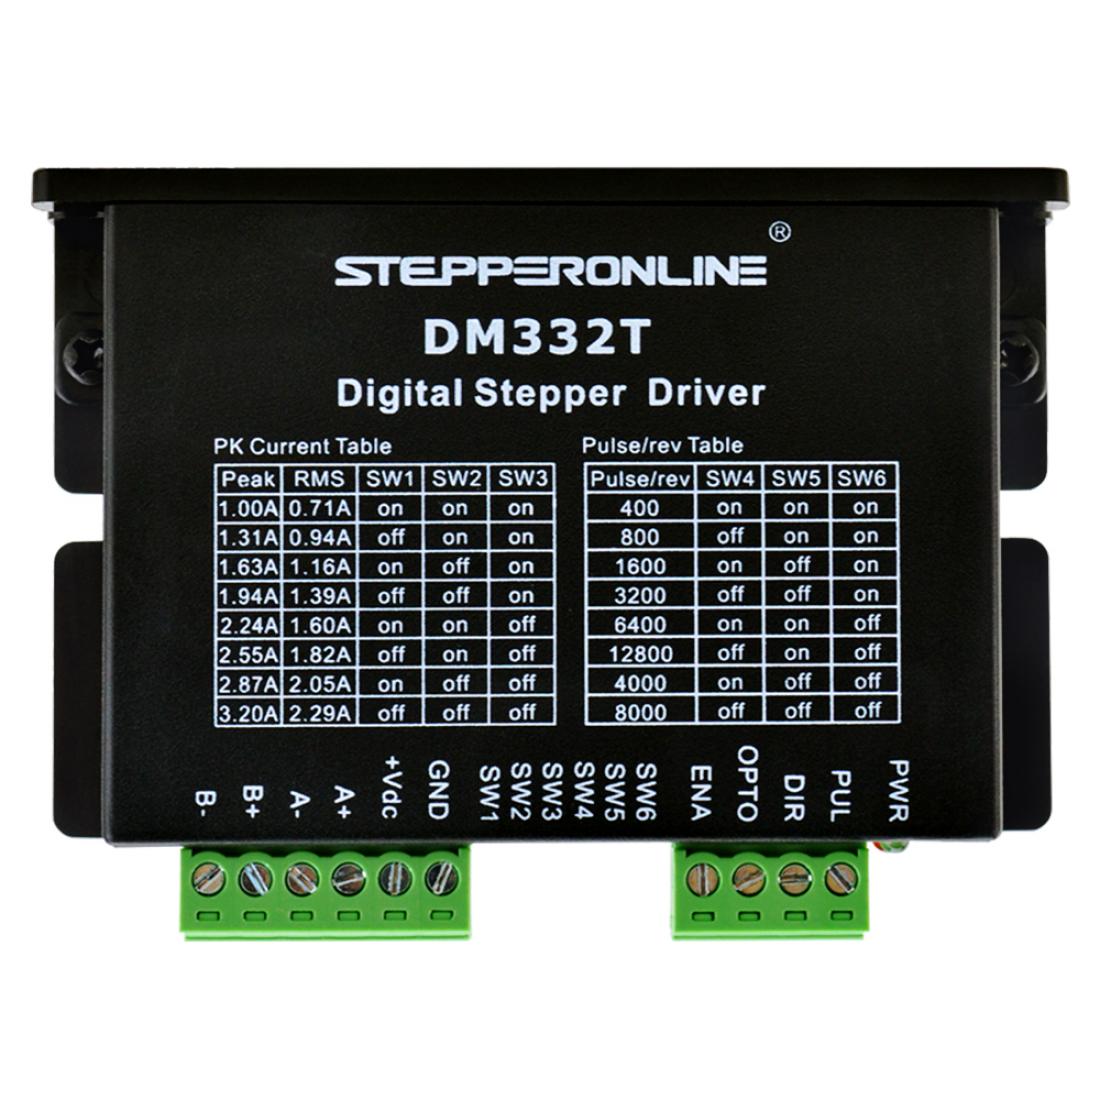 ®
STEPPERONLINE
DM332T
Digital Stepper Driver
PK Current Table
Peak RMS SW1 SW2 SW3
1.00A 0.71A on on on
1.31A 0.94A off on on
1.63A 1.16A on off on
1.94A 1.39A off off on
2.24A 1.60A on on off
2.55A 1.82A off on off
2.87A 2.05A on off off
3.20A 2.29A off off off
Pulse/rev Table
Pulse/rev SW4 SW5 SW6
400 on on on
800 off on on
1600 on off on
3200 off off on
6400 on on off
12800 off on off
4000 on off off
8000 off off off
B-
B+
A-
A+
+Vdc
GND
SW1
SW2
SW3
SW4
SW5
SW6
ENA
OPTO
DIR
PUL
PWR